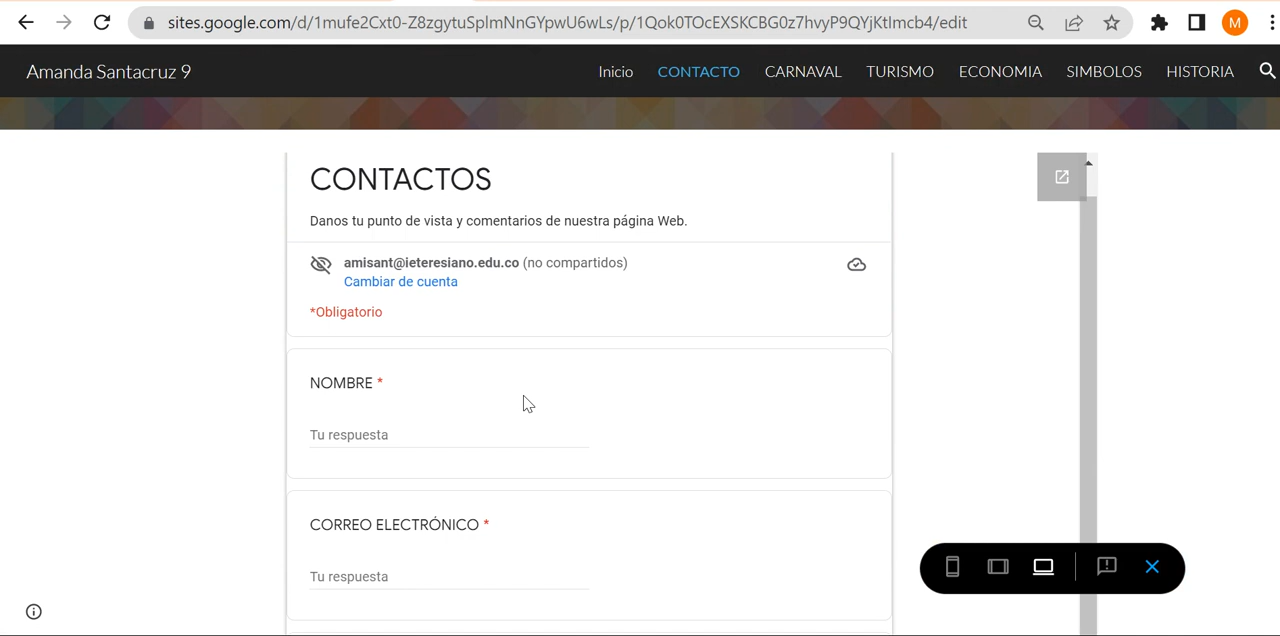 sites.google.com/d/1mufe2Cxt0-Z8zgytuSplmNnGYpwU6wLs/p/1Qok0TOcEXSKCBG0z7hvyP9QYjKtlmcb4/edit
M
Amanda Santacruz 9
Inicio CONTACTO CARNAVAL TURISMO ECONOMIA SIMBOLOS HISTORIA
CONTACTOS
Danos tu punto de vista y comentarios de nuestra página Web.
amisant@ieteresiano.edu.co (no compartidos)
Cambiar de cuenta
*Obligatorio
NOMBRE *
Tu respuesta
CORREO ELECTRÓNICO *
Tu respuesta